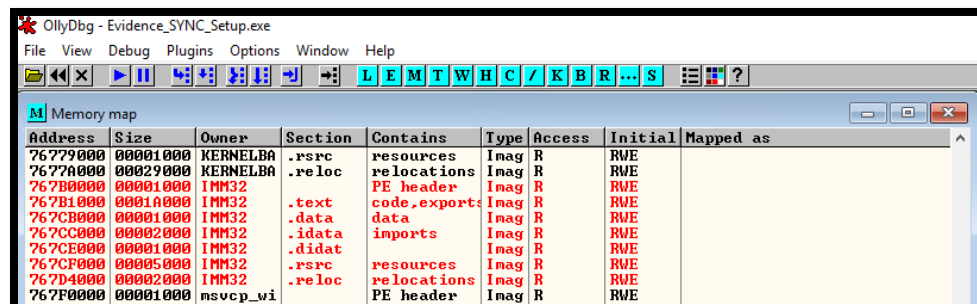 OllyDbg - Evidence_SYNC_Setup.exe
File View Debug Plugins Options Window Help
L E M T W H C / K B R ... S ?
M Memory map
Address Size Owner Section Contains Type Access Initial Mapped as
76779000 00001000 KERNELBA .rsrc resources Imag R RWE
7677A000 00029000 KERNELBA .reloc relocations Imag R RWE
767B0000 00001000 IMM32 PE header Imag R RWE
767B1000 0001A000 IMM32 .text code,exports Imag R RWE
767CB000 00001000 IMM32 .data data Imag R RWE
767CC000 00002000 IMM32 .idata imports Imag R RWE
767CE000 00001000 IMM32 .didat Imag R RWE
767CF000 00005000 IMM32 .rsrc resources Imag R RWE
767D4000 00002000 IMM32 .reloc relocations Imag R RWE
767F0000 00001000 msvcp_wi PE header Imag R RWE